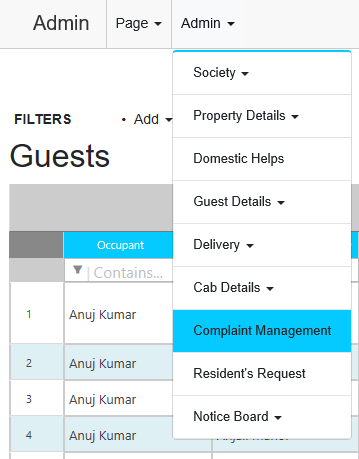 Admin Page Admin
Society
FILTERS • Add Property Details
Guests Domestic Helps
Guest Details
Occupant Delivery
Contains... Cab Details
1 Anuj Kumar Complaint Management
2 Anuj Kumar Resident's Request
3 Anuj Kumar
4 Anuj Kumar Notice Board